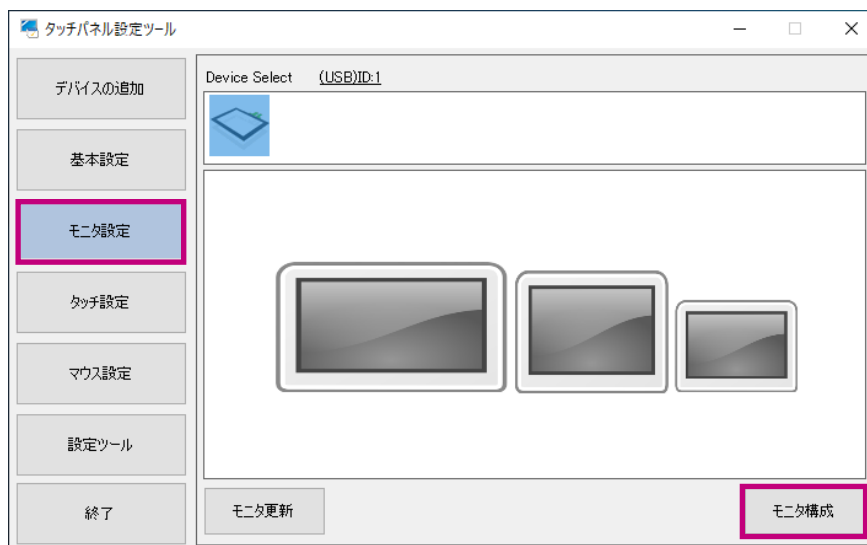 タッチパネル設定ツール
デバイスの追加
基本設定
モニタ設定
タッチ設定
マウス設定
設定ツール
終了
Device Select (USB)ID:1
モニタ更新
モニタ構成